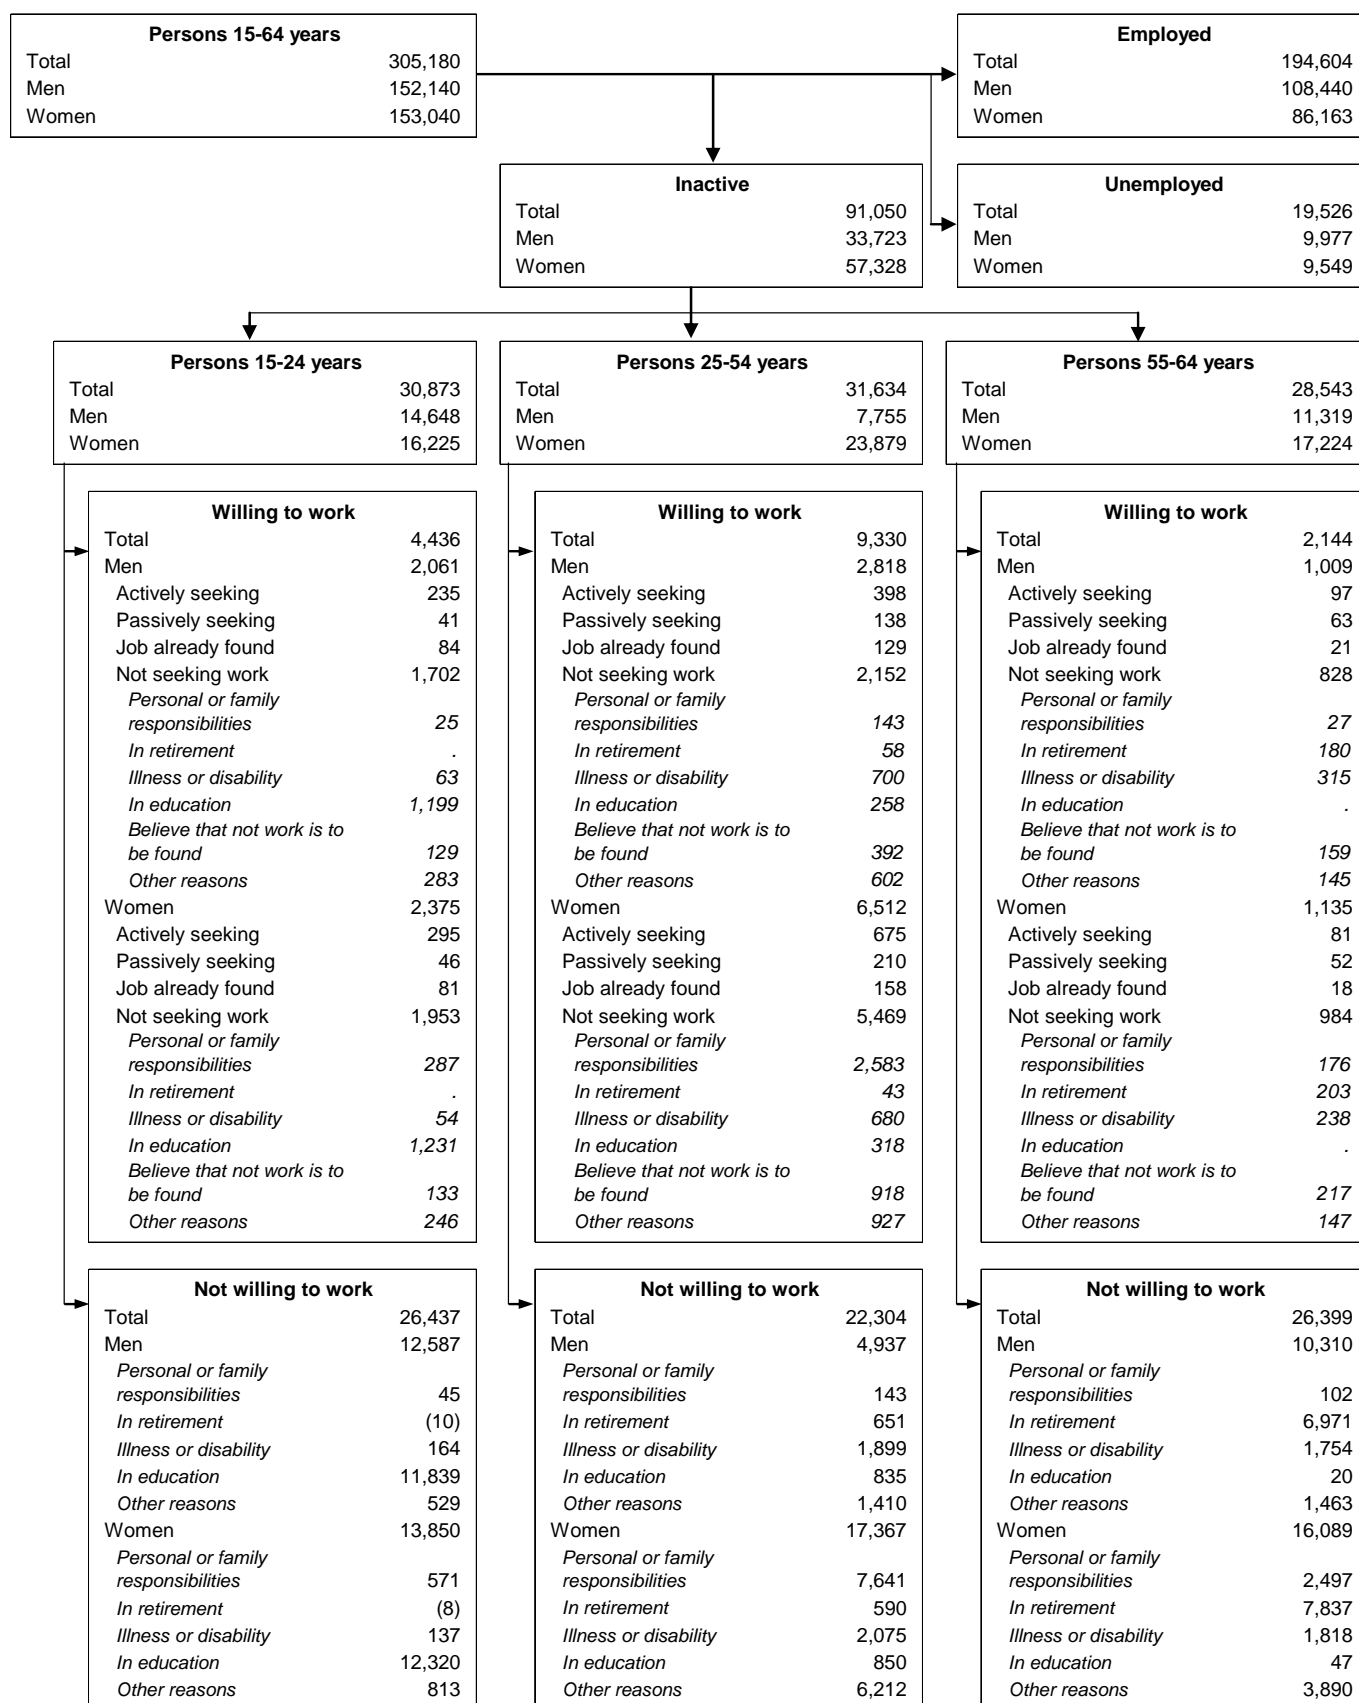 Persons 15-64 years
Total 305,180
Men 152,140
Women 153,040
Employed
Total 194,604
Men 108,440
Women 86,163
Inactive
Total 91,050
Men 33,723
Women 57,328
Unemployed
Total 19,526
Men 9,977
Women 9,549
Persons 15-24 years
Total 30,873
Men 14,648
Women 16,225
Persons 25-54 years
Total 31,634
Men 7,755
Women 23,879
Persons 55-64 years
Total 28,543
Men 11,319
Women 17,224
Willing to work
Total 4,436
Men 2,061
Actively seeking 235
Passively seeking 41
Job already found 84
Not seeking work 1,702
Personal or family
responsibilities 25
In retirement .
Illness or disability 63
In education 1,199
Believe that not work is to
be found 129
Other reasons 283
Women 2,375
Actively seeking 295
Passively seeking 46
Job already found 81
Not seeking work 1,953
Personal or family
responsibilities 287
In retirement .
Illness or disability 54
In education 1,231
Believe that not work is to
be found 133
Other reasons 246
Willing to work
Total 9,330
Men 2,818
Actively seeking 398
Passively seeking 138
Job already found 129
Not seeking work 2,152
Personal or family
responsibilities 143
In retirement 58
Illness or disability 700
In education 258
Believe that not work is to
be found 392
Other reasons 602
Women 6,512
Actively seeking 675
Passively seeking 210
Job already found 158
Not seeking work 5,469
Personal or family
responsibilities 2,583
In retirement 43
Illness or disability 680
In education 318
Believe that not work is to
be found 918
Other reasons 927
Willing to work
Total 2,144
Men 1,009
Actively seeking 97
Passively seeking 63
Job already found 21
Not seeking work 828
Personal or family
responsibilities 27
In retirement 180
Illness or disability 315
In education .
Believe that not work is to
be found 159
Other reasons 145
Women 1,135
Actively seeking 81
Passively seeking 52
Job already found 18
Not seeking work 984
Personal or family
responsibilities 176
In retirement 203
Illness or disability 238
In education .
Believe that not work is to
be found 217
Other reasons 147
Not willing to work
Total 26,437
Men 12,587
Personal or family
responsibilities 45
In retirement (10)
Illness or disability 164
In education 11,839
Other reasons 529
Women 13,850
Personal or family
responsibilities 571
In retirement (8)
Illness or disability 137
In education 12,320
Other reasons 813
Not willing to work
Total 22,304
Men 4,937
Personal or family
responsibilities 143
In retirement 651
Illness or disability 1,899
In education 835
Other reasons 1,410
Women 17,367
Personal or family
responsibilities 7,641
In retirement 590
Illness or disability 2,075
In education 850
Other reasons 6,212
Not willing to work
Total 26,399
Men 10,310
Personal or family
responsibilities 102
In retirement 6,971
Illness or disability 1,754
In education 20
Other reasons 1,463
Women 16,089
Personal or family
responsibilities 2,497
In retirement 7,837
Illness or disability 1,818
In education 47
Other reasons 3,890